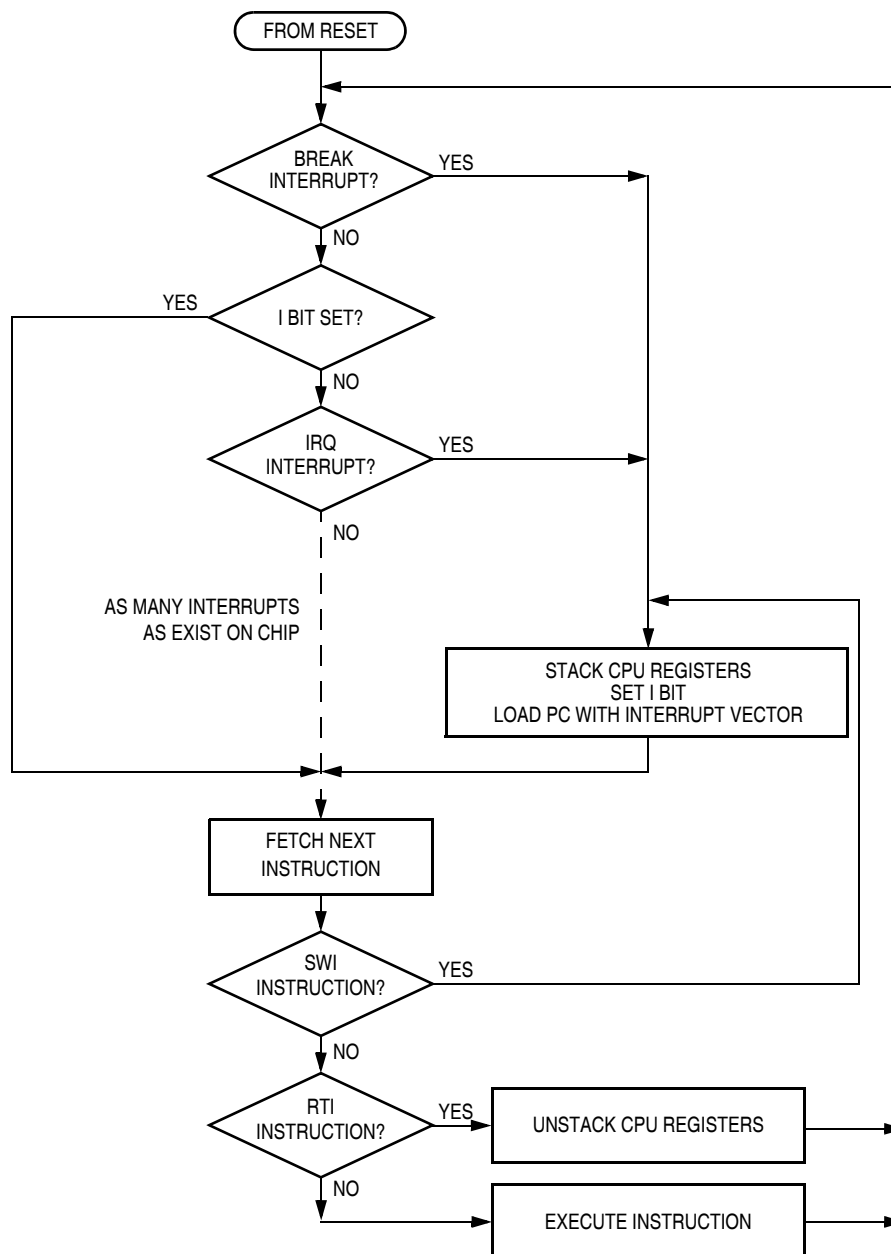 FROM RESET
BREAK
INTERRUPT?
YES
NO
YES
I BIT SET?
NO
IRQ
INTERRUPT?
YES
NO
AS MANY INTERRUPTS
AS EXIST ON CHIP
STACK CPU REGISTERS
SET I BIT
LOAD PC WITH INTERRUPT VECTOR
FETCH NEXT
INSTRUCTION
SWI
INSTRUCTION?
YES
NO
RTI
INSTRUCTION?
YES
UNSTACK CPU REGISTERS
NO
EXECUTE INSTRUCTION